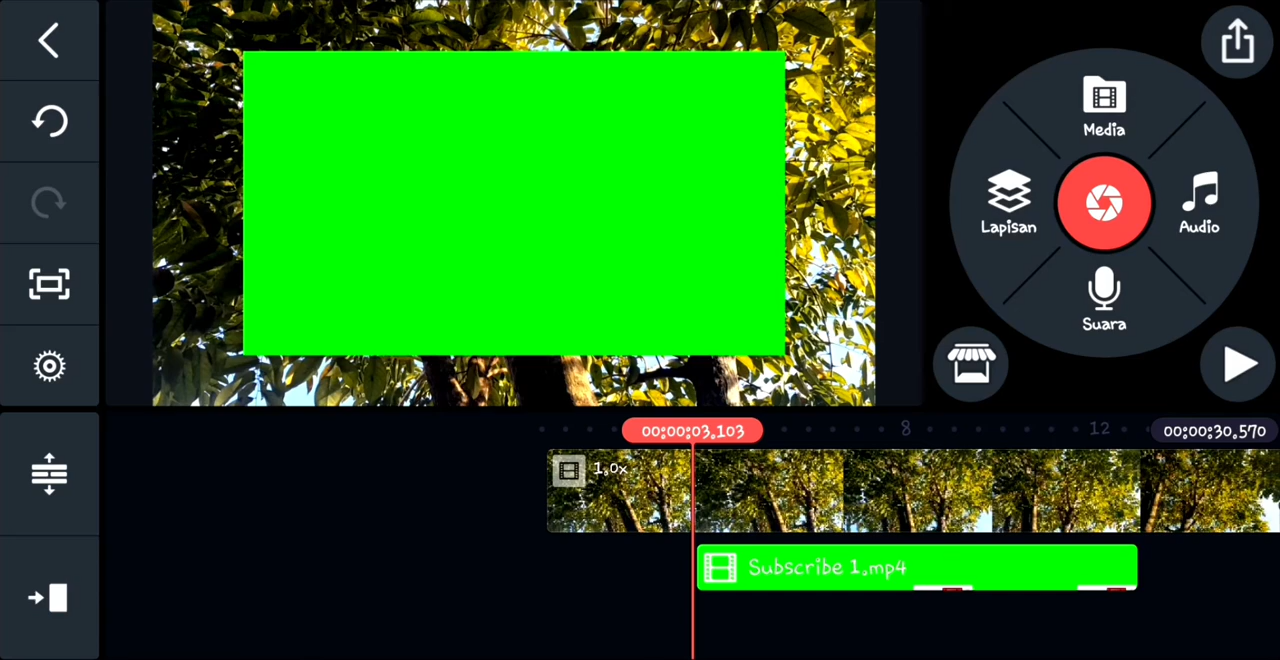 Media
Lapisan
Audio
Suara
00:00:03.103
8
12
00:00:30.570
1.0x
Subscribe 1.mp4